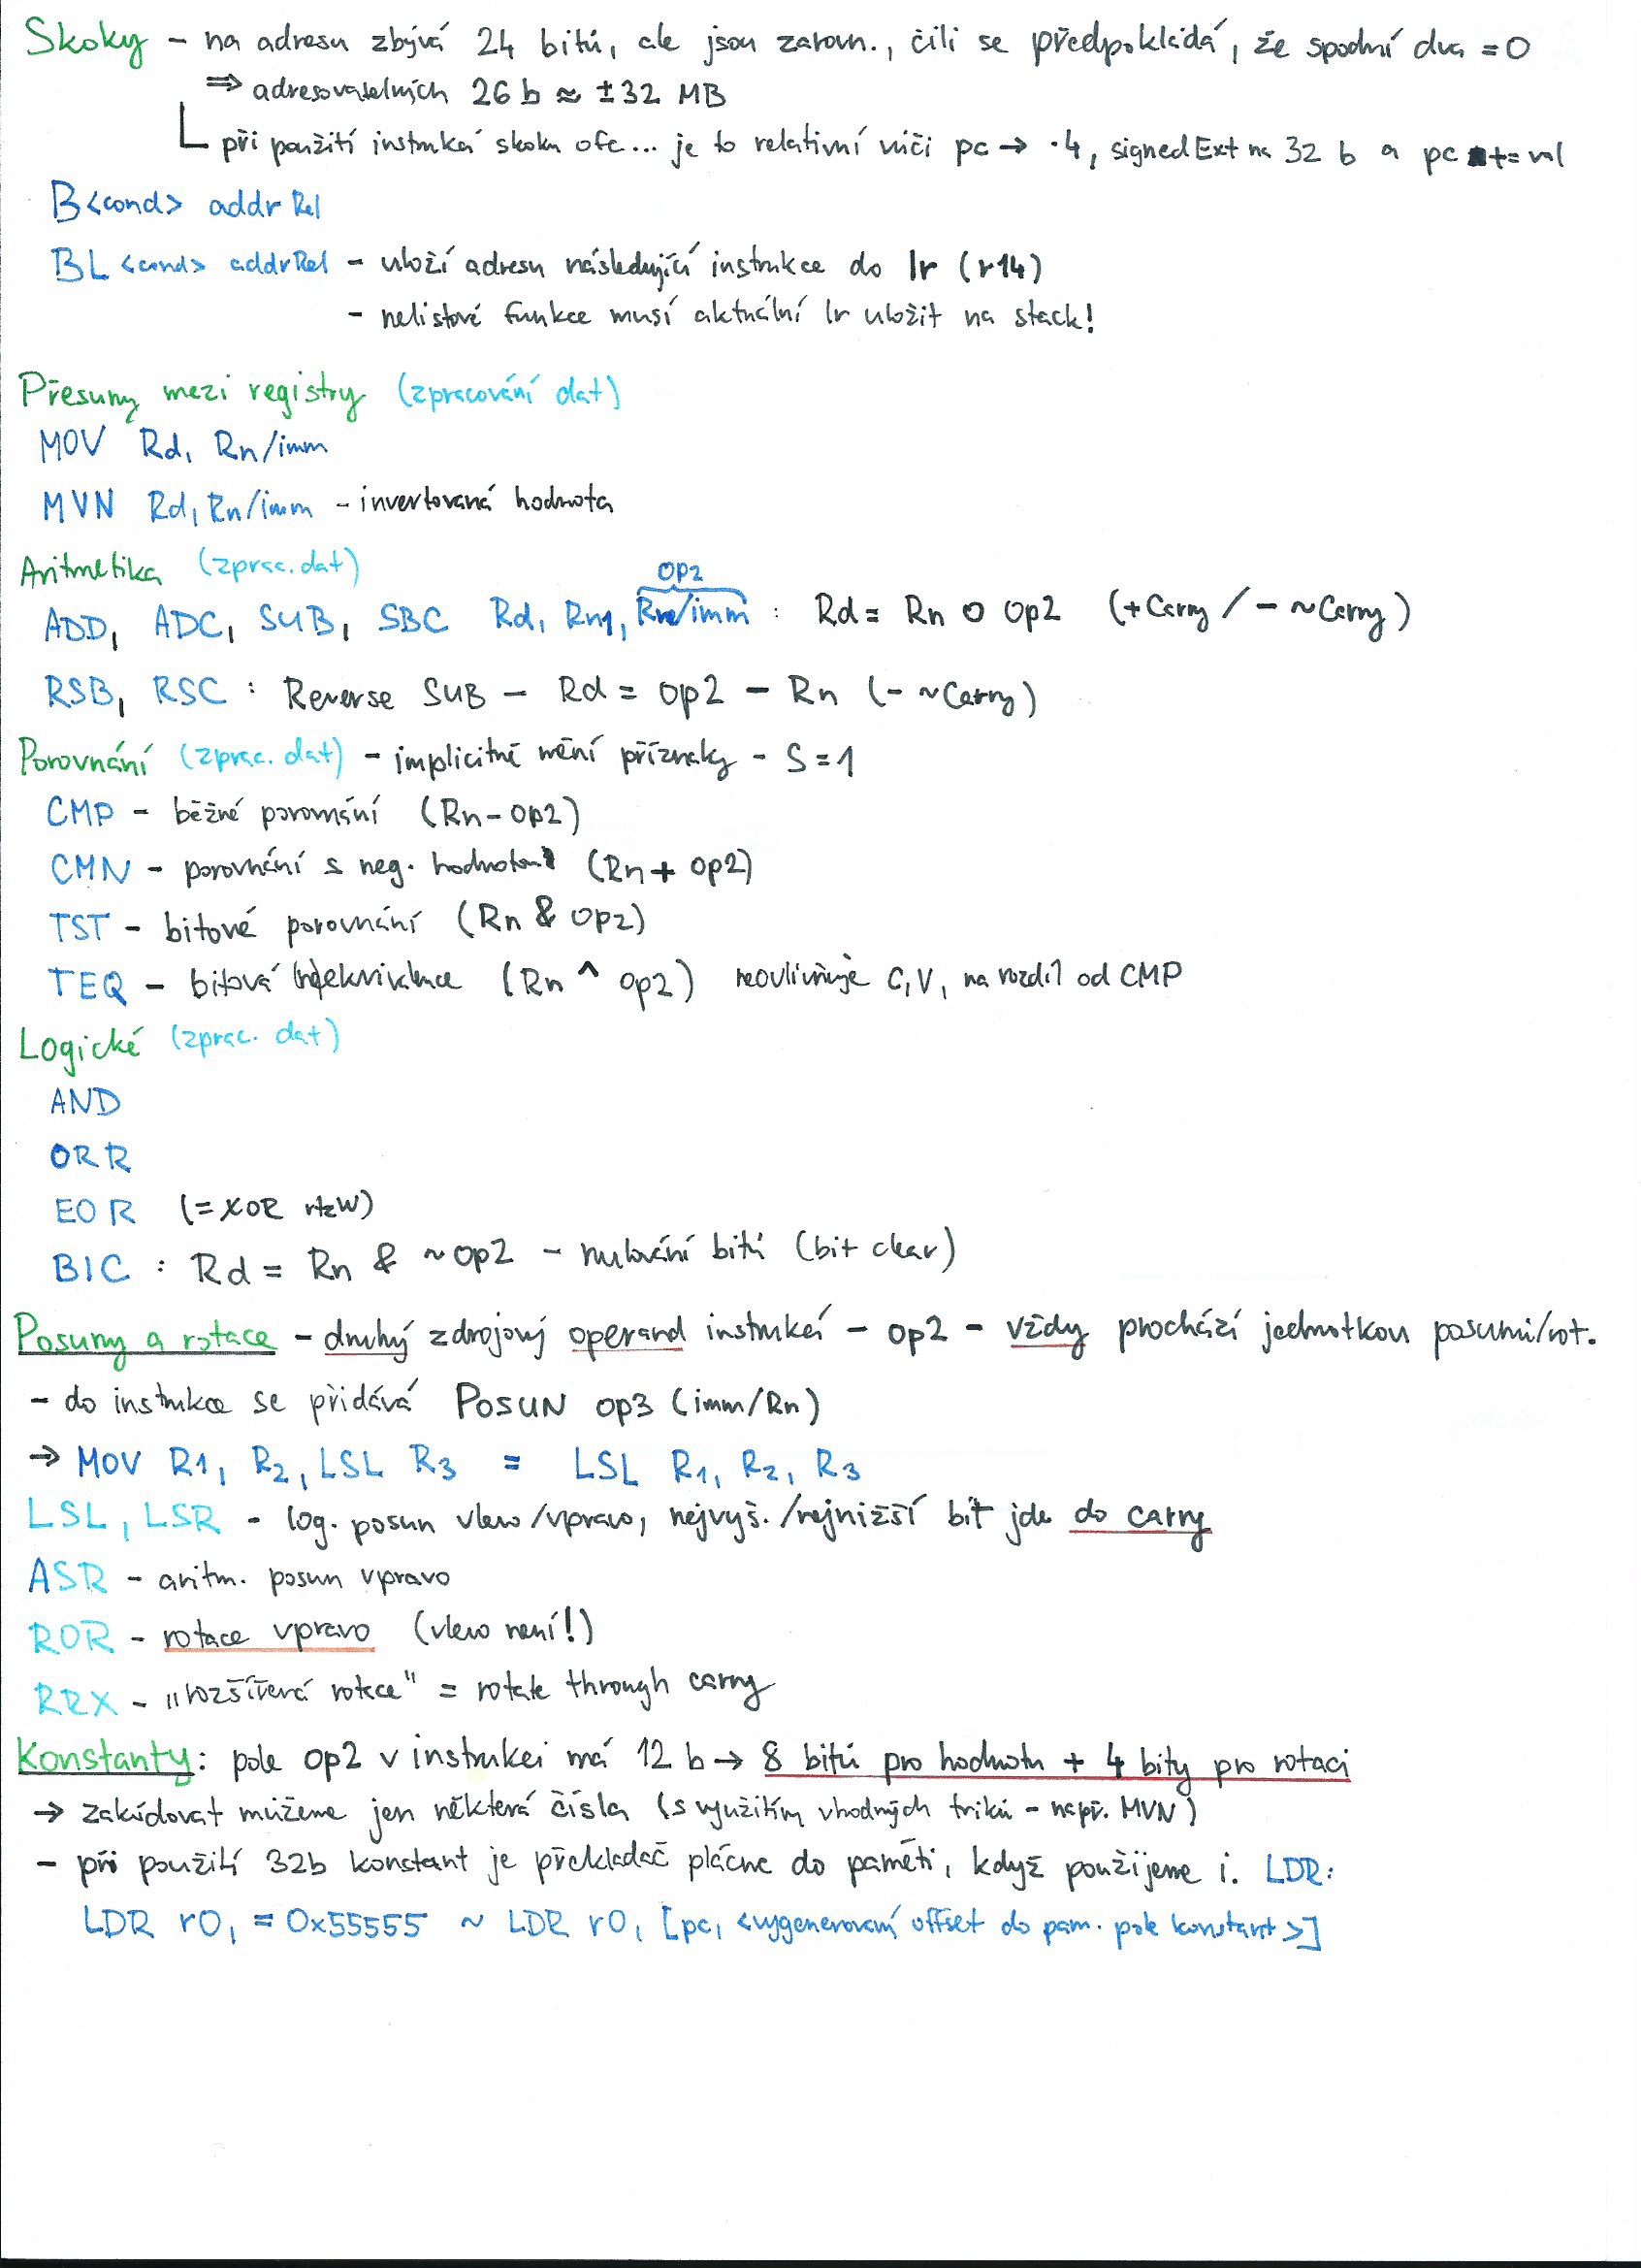 Skoky - na adresu zbývá 24 bitů, ale jsou zarovn., čili se předpokládá, že spodní dva = 0
⇒ adresovatelných 26 b ≈ ±32 MB
při použití instrukcí skoku ofc... je to relativní vůči pc → ·4, signedExt na 32 b a pc += val
B<cond> addrRel
BL<cond> addrRel - uloží adresu následující instrukce do lr (r14)
- nelistové funkce musí aktuální lr uložit na stack!
Přesuny mezi registry (zpracování dat)
MOV Rd, Rn/imm
MVN Rd, Rn/imm - invertovaná hodnota
Aritmetika (zprac. dat)
op2
ADD, ADC, SUB, SBC Rd, Rn, Rm/imm : Rd = Rn o op2 (+Carry / - ~Carry)
RSB, RSC : Reverse SUB - Rd = op2 - Rn (- ~Carry)
Porovnání (zprac. dat) - implicitně mění příznaky - S=1
CMP - běžné porovnání (Rn - op2)
CMN - porovnání s neg. hodnotou (Rn + op2)
TST - bitové porovnání (Rn & op2)
TEQ - bitová (n)ekvivalence (Rn ^ op2) neovlivňuje C,V, na rozdíl od CMP
Logické (zprac. dat)
AND
ORR
EOR (= XOR)
BIC : Rd = Rn & ~op2 - nulování bitů (bit clear)
Posuny a rotace - druhý zdrojový operand instrukcí - op2 - vždy prochází jednotkou posunu/rot.
- do instrukce se přidává POSUN op3 (imm/Rn)
→ MOV R1, R2, LSL R3 = LSL R1, R2, R3
LSL, LSR - log. posun vlevo/vpravo, nejvyš./nejnižší bit jde do carry
ASR - aritm. posun vpravo
ROR - rotace vpravo (vlevo není!)
RRX - "rozšířená rotace" = rotate through carry
Konstanty: pole op2 v instrukci má 12 b → 8 bitů pro hodnotu + 4 bity pro rotaci
→ zakódovat můžeme jen některá čísla (s využitím vhodných triků - např. MVN)
- při použití 32b konstant je překladač plácne do paměti, když použijeme i. LDR:
LDR r0, = 0x55555 ~ LDR r0, [pc, <vygenerovaný offset do pam. pole konstant>]